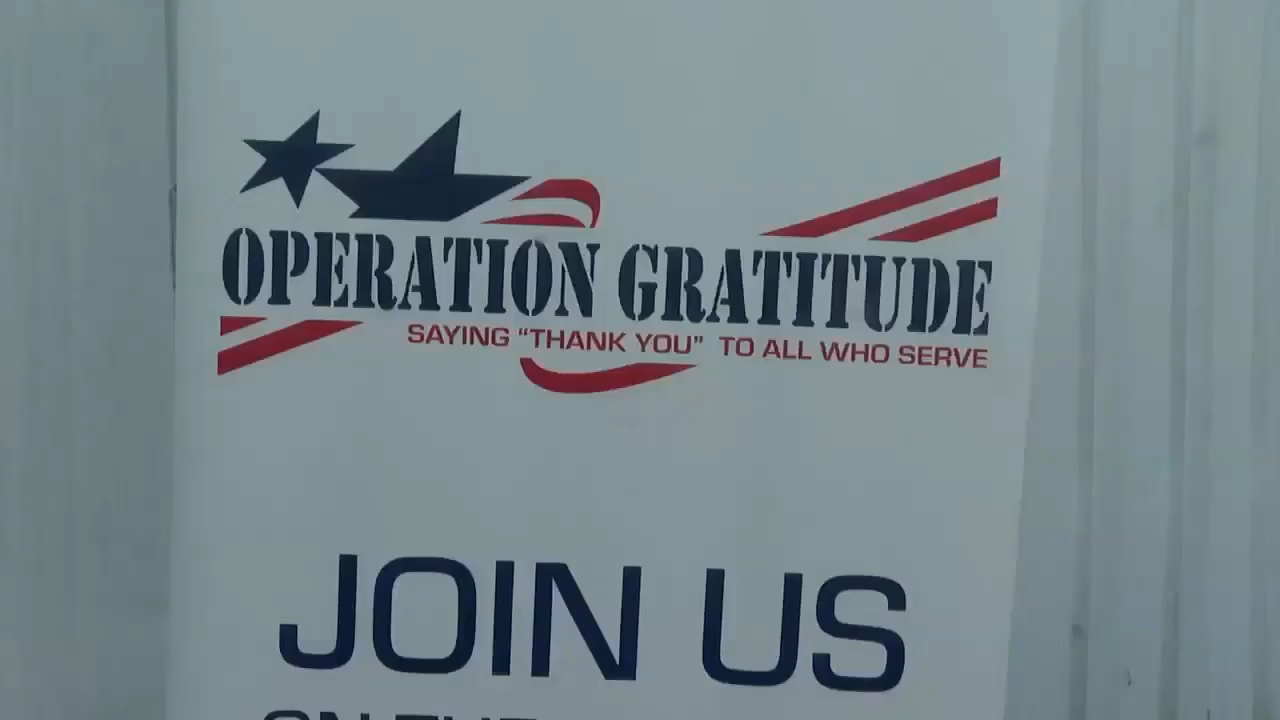 OPERATION GRATITUDE
SAYING “THANK YOU” TO ALL WHO SERVE
JOIN US